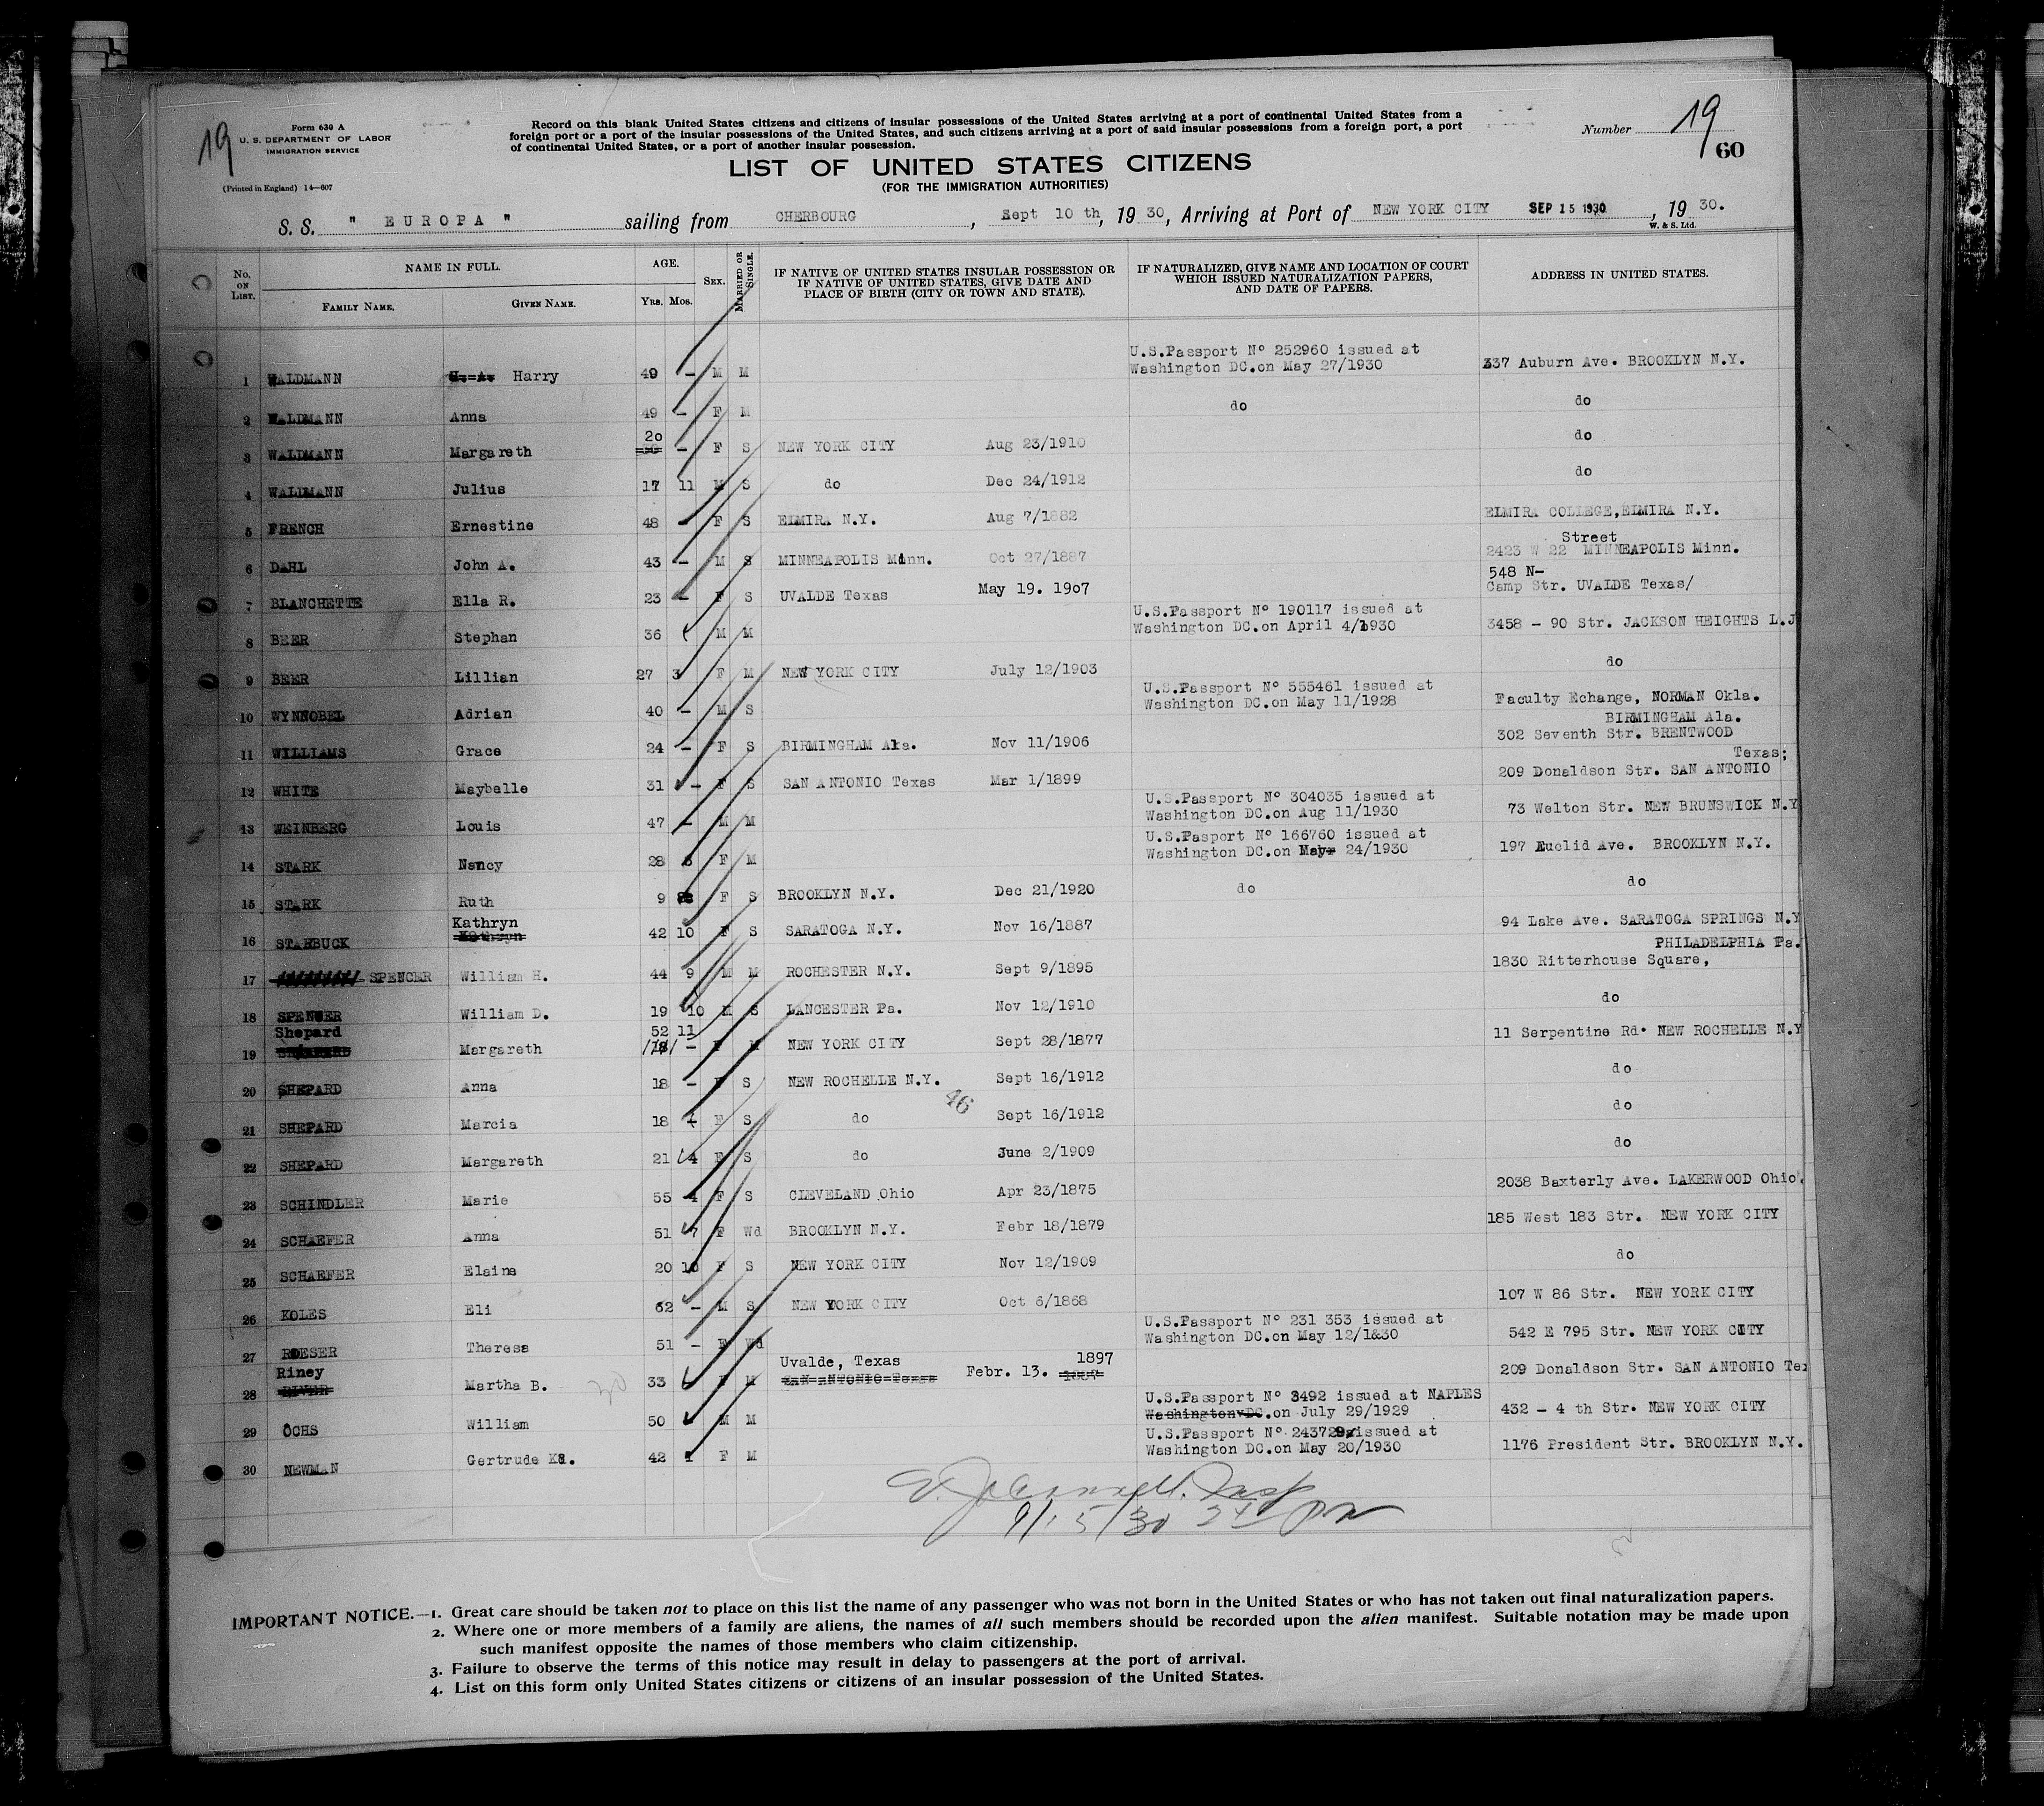 19
Form 630 A
U. S. DEPARTMENT OF LABOR
IMMIGRATION SERVICE
(Printed in England) 14—607
Record on this blank United States citizens and citizens of insular possessions of the United States arriving at a port of continental United States from a
foreign port or a port of the insular possessions of the United States, and such citizens arriving at a port of said insular possessions from a foreign port, a port
of continental United States, or a port of another insular possession.
Number 19
60
LIST OF UNITED STATES CITIZENS
(FOR THE IMMIGRATION AUTHORITIES)
S. S. " EUROPA " sailing from CHERBOURG, Sept 10 th, 19 30, Arriving at Port of NEW YORK CITY SEP 15 1930, 19 30.
W. & S. Ltd.
No. ON LIST. NAME IN FULL. FAMILY NAME. GIVEN NAME. AGE. Yrs. Mos. SEX. MARRIED OR SINGLE. IF NATIVE OF UNITED STATES INSULAR POSSESSION OR IF NATIVE OF UNITED STATES, GIVE DATE AND PLACE OF BIRTH (CITY OR TOWN AND STATE). IF NATURALIZED, GIVE NAME AND LOCATION OF COURT WHICH ISSUED NATURALIZATION PAPERS, AND DATE OF PAPERS. ADDRESS IN UNITED STATES.
1 WALDMANN Harry 49 – M M U.S.Passport Nº 252960 issued at Washington DC.on May 27/1930 337 Auburn Ave. BROOKLYN N.Y.
2 WALDMANN Anna 49 – F M do do
3 WALDMANN Margareth 20 – F S NEW YORK CITY Aug 23/1910 do
4 WALDMANN Julius 17 11 M S do Dec 24/1912 do
5 FRENCH Ernestine 48 – F S ELMIRA N.Y. Aug 7/1882 ELMIRA COLLEGE,ELMIRA N.Y.
6 DAHL John A. 43 – M S MINNEAPOLIS Minn. Oct 27/1887 2423 W 22 Street MINNEAPOLIS Minn.
7 BLANCHETTE Ella R. 23 – F S UVALDE Texas May 19. 1907 548 N– Camp Str. UVALDE Texas/
8 BEER Stephan 36 M M U.S.Passport Nº 190117 issued at Washington DC.on April 4/1930 3458 – 90 Str. JACKSON HEIGHTS L.J
9 BEER Lillian 27 3 F M NEW YORK CITY July 12/1903 do
10 WYNNOBEL Adrian 40 – M S U.S.Passport Nº 555461 issued at Washington DC.on May 11/1928 Faculty Echange, NORMAN Okla.
11 WILLIAMS Grace 24 – F S BIRMINGHAM Ala. Nov 11/1906 302 Seventh Str. BRENTWOOD BIRMINGHAM Ala.
12 WHITE Maybelle 31 – F S SAN ANTONIO Texas Mar 1/1899 209 Donaldson Str. SAN ANTONIO Texas;
13 WEINBERG Louis 47 – M M U.S.Passport Nº 304035 issued at Washington DC.on Aug 11/1930 73 Welton Str. NEW BRUNSWICK N.Y
14 STARK Nancy 28 F M U.S.Pasport Nº 166760 issued at Washington DC.on 24/1930 197 Euclid Ave. BROOKLYN N.Y.
15 STARK Ruth 9 F S BROOKLYN N.Y. Dec 21/1920 do do
16 STARBUCK Kathryn 42 10 F S SARATOGA N.Y. Nov 16/1887 94 Lake Ave. SARATOGA SPRINGS N.Y
17 SPENCER William H. 44 9 M M ROCHESTER N.Y. Sept 9/1895 1830 Ritterhouse Square, PHILADELPHIA Pa.
18 SPENCER William D. 19 10 M S LANCESTER Pa. Nov 12/1910 do
19 Shepard Margareth 52 11 – F M NEW YORK CITY Sept 28/1877 11 Serpentine Rd. NEW ROCHELLE N.Y
20 SHEPARD Anna 18 – F S NEW ROCHELLE N.Y. Sept 16/1912 do
46
21 SHEPARD Marcia 18 – F S do Sept 16/1912 do
22 SHEPARD Margareth 21 4 F S do June 2/1909 do
23 SCHINDLER Marie 55 4 F S CLEVELAND Ohio Apr 23/1875 2038 Baxterly Ave. LAKERWOOD Ohio.
24 SCHAEFER Anna 51 7 F Wd BROOKLYN N.Y. Febr 18/1879 185 West 183 Str. NEW YORK CITY
25 SCHAEFER Elaine 20 10 F S NEW YORK CITY Nov 12/1909 do
26 KOLES Eli 62 – M S NEW YORK CITY Oct 6/1868 107 W 86 Str. NEW YORK CITY
27 ROESER Theresa 51 – F Wd U.S.Passport Nº 231 353 issued at Washington DC.on May 12/1&30 542 E 795 Str. NEW YORK CITY
28 Riney RIVER Martha B. 33 F M Uvalde, Texas SAN ANTONIO Texas Febr. 13. 1897 209 Donaldson Str. SAN ANTONIO Te
29 OCHS William 50 M M U.S.Passport Nº 3492 issued at NAPLES Washington DC.on July 29/1929 432 – 4 th Str. NEW YORK CITY
30 NEWMAN Gertrude 42 F M U.S.Passport Nº 243729 issued at Washington DC.on May 20/1930 1176 President Str. BROOKLYN N.Y.
9/15/30
IMPORTANT NOTICE.—1. Great care should be taken not to place on this list the name of any passenger who was not born in the United States or who has not taken out final naturalization papers.
2. Where one or more members of a family are aliens, the names of all such members should be recorded upon the alien manifest. Suitable notation may be made upon
such manifest opposite the names of those members who claim citizenship.
3. Failure to observe the terms of this notice may result in delay to passengers at the port of arrival.
4. List on this form only United States citizens or citizens of an insular possession of the United States.